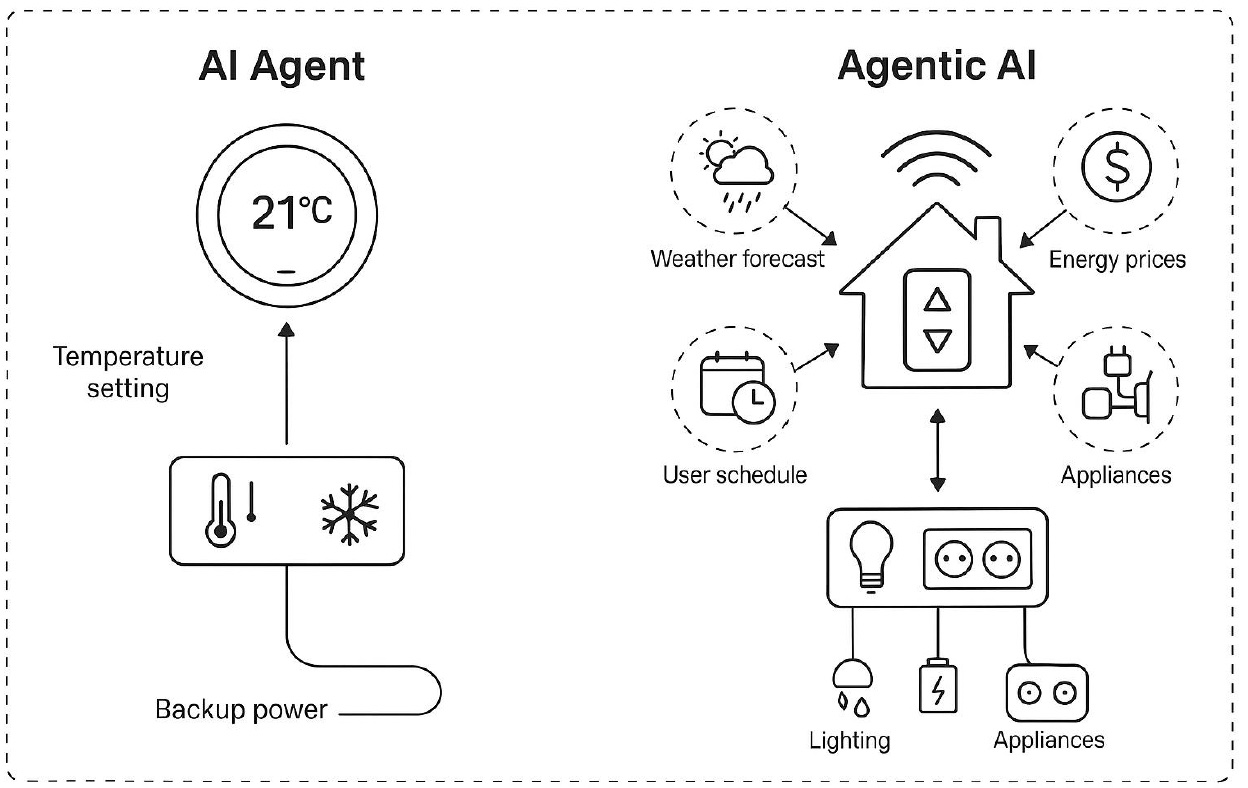 AI Agent
21°C
Temperature
setting
Backup power
Agentic AI
Weather forecast
$
Energy prices
User schedule
Appliances
Lighting
Appliances